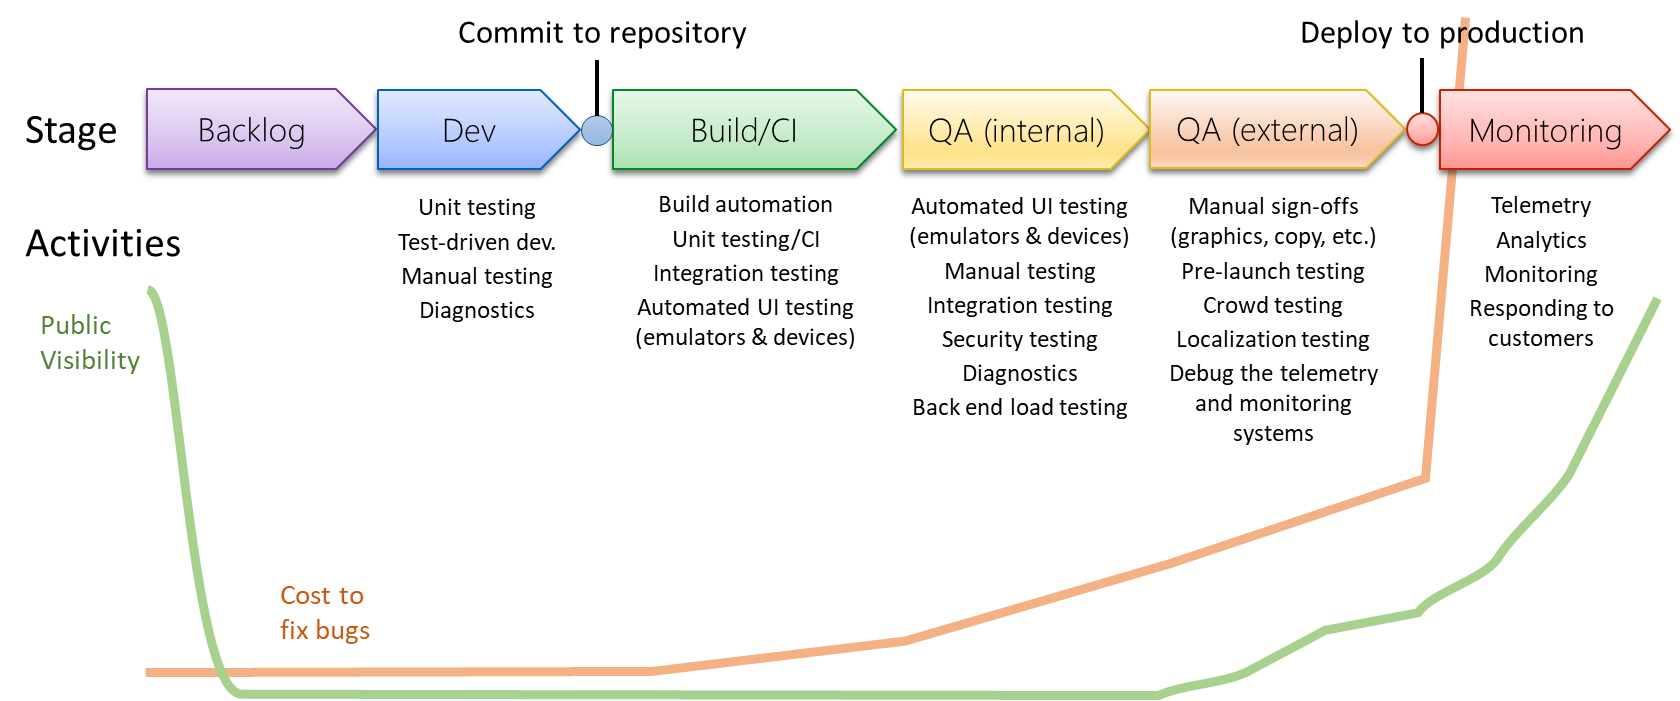 Commit to repository
Deploy to production
Stage
Backlog
Dev
Build/CI
QA (internal)
QA (external)
Monitoring
Activities
Unit testing
Test-driven dev.
Manual testing
Diagnostics
Build automation
Unit testing/CI
Integration testing
Automated UI testing
(emulators & devices)
Automated UI testing
(emulators & devices)
Manual testing
Integration testing
Security testing
Diagnostics
Back end load testing
Manual sign-offs
(graphics, copy, etc.)
Pre-launch testing
Crowd testing
Localization testing
Debug the telemetry
and monitoring
systems
Telemetry
Analytics
Monitoring
Responding to
customers
Public
Visibility
Cost to
fix bugs